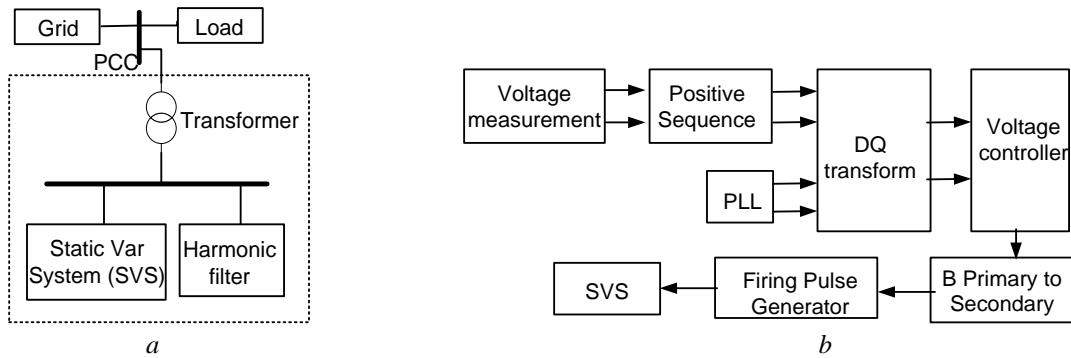 Grid
Load
PCC
Transformer
Static Var
System (SVS)
Harmonic
filter
a
Voltage
measurement
Positive
Sequence
PLL
DQ
transform
Voltage
controller
B Primary to
Secondary
Firing Pulse
Generator
SVS
b